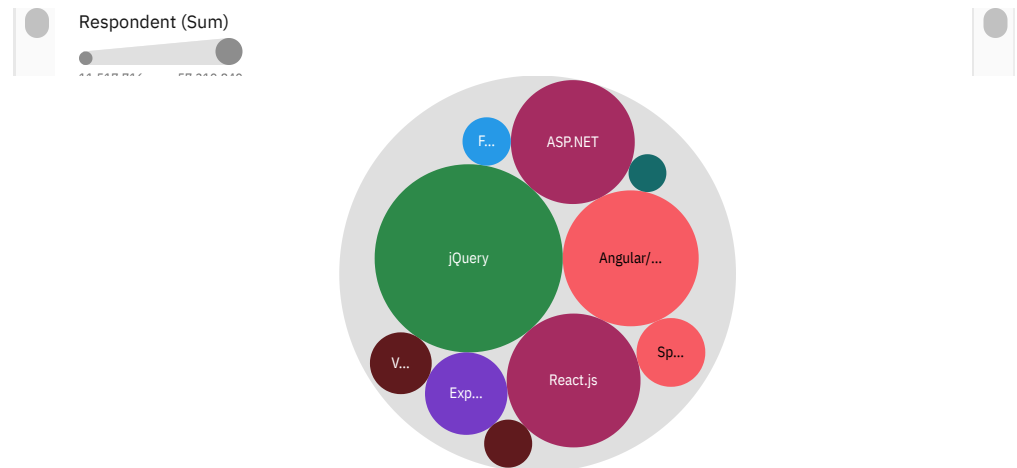 Respondent (Sum)
F...
ASP.NET
jQuery
Angular/...
V...
Exp...
React.js
Sp...